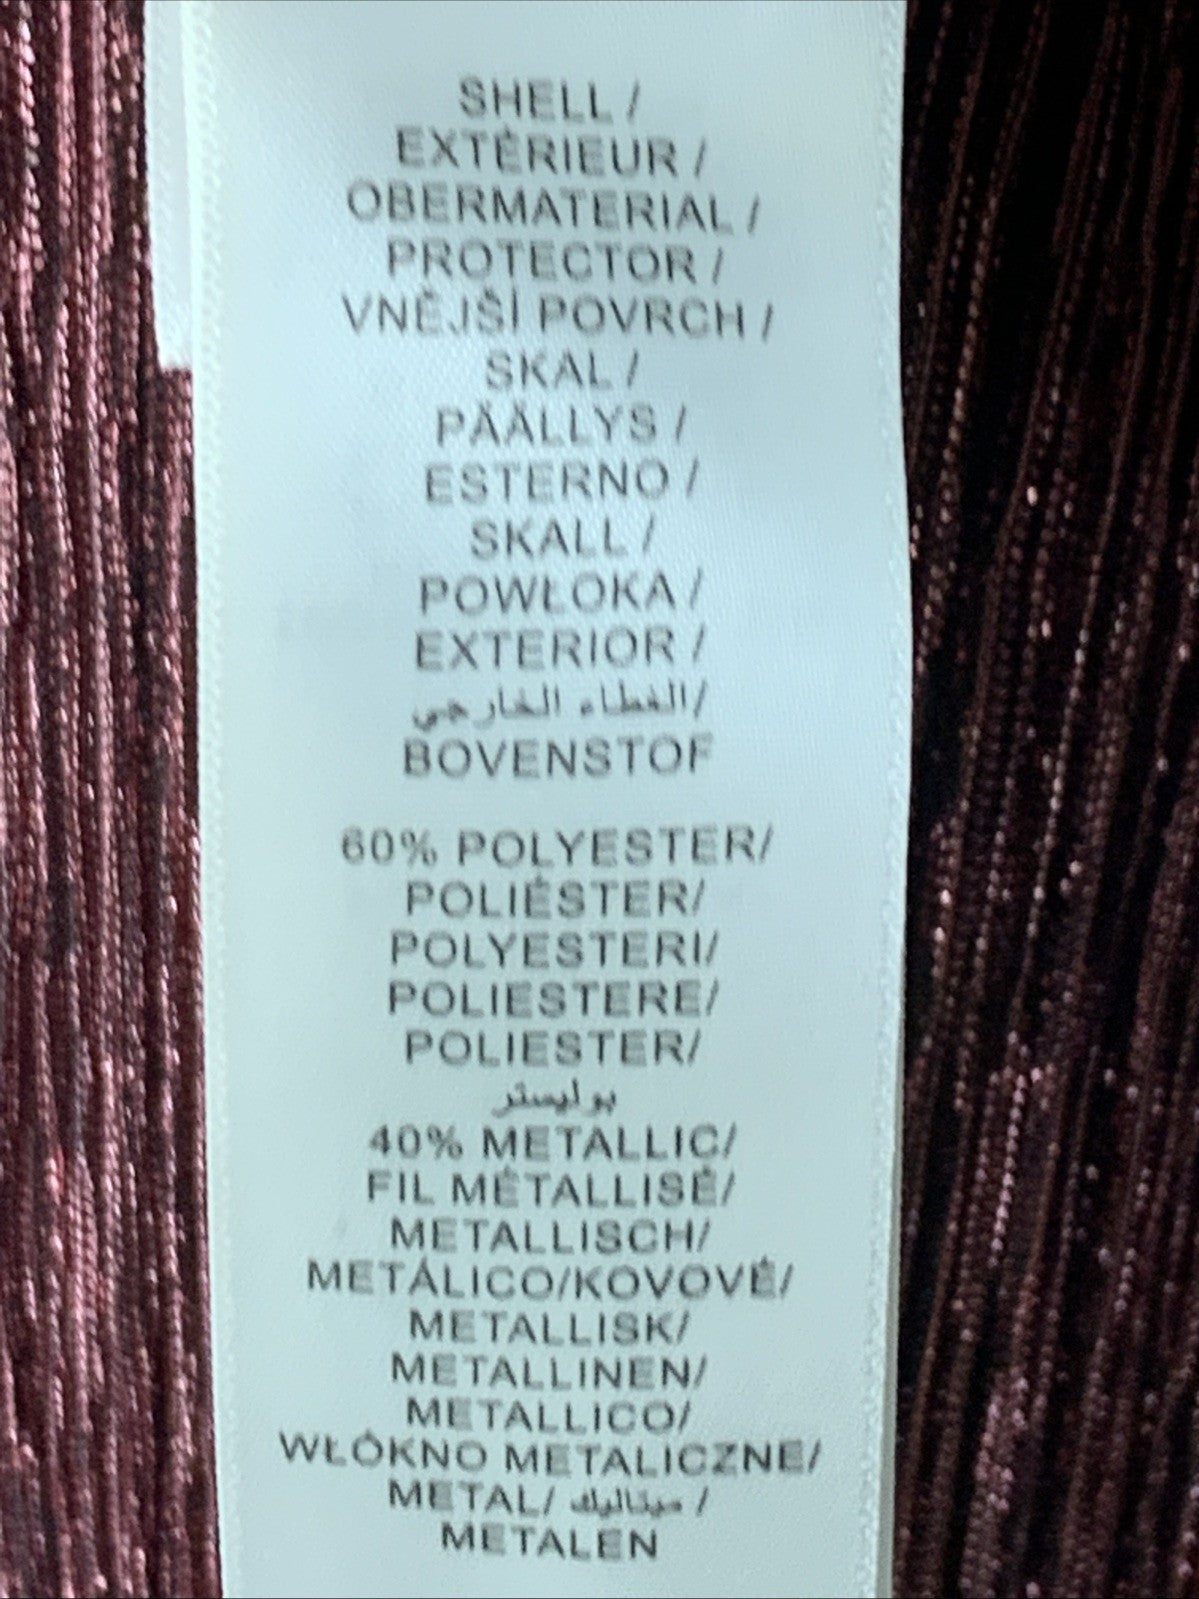 SHELL /
EXTÉRIEUR /
OBERMATERIAL /
PROTECTOR /
VNĚJŠÍ POVRCH /
SKAL /
PÄÄLLYS /
ESTERNO /
SKALL /
POWŁOKA /
EXTERIOR /
الغطاء الخارجي/
BOVENSTOF
60% POLYESTER/
POLIÉSTER/
POLYESTERI/
POLIESTERE/
POLIESTER/
بوليستر
40% METALLIC/
FIL MÉTALLISÉ/
METALLISCH/
METÁLICO/KOVOVÉ/
METALLISK/
METALLINEN/
METALLICO/
WŁÓKNO METALICZNE/
METAL/ ميتاليك /
METALEN